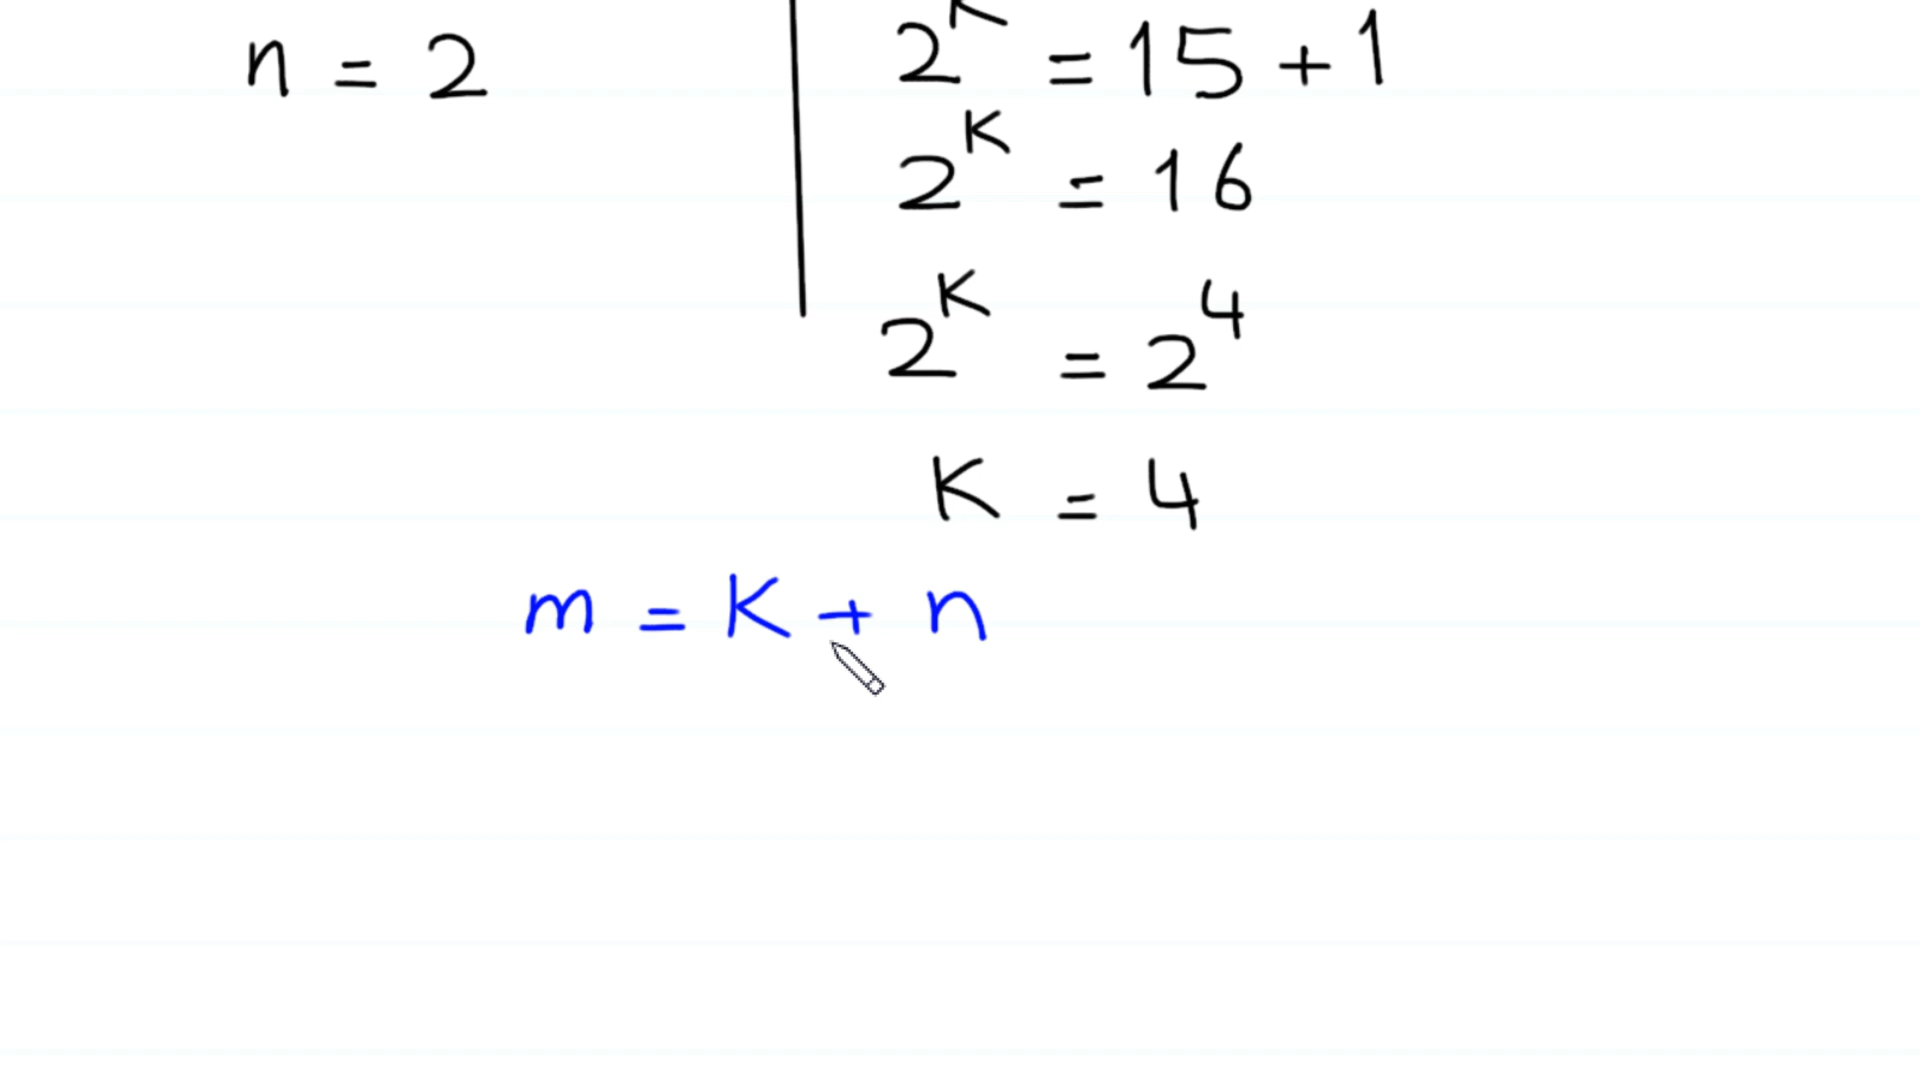 n = 2
2^K = 15 + 1
2^K = 16
2^K = 2^4
K = 4
m = K + n